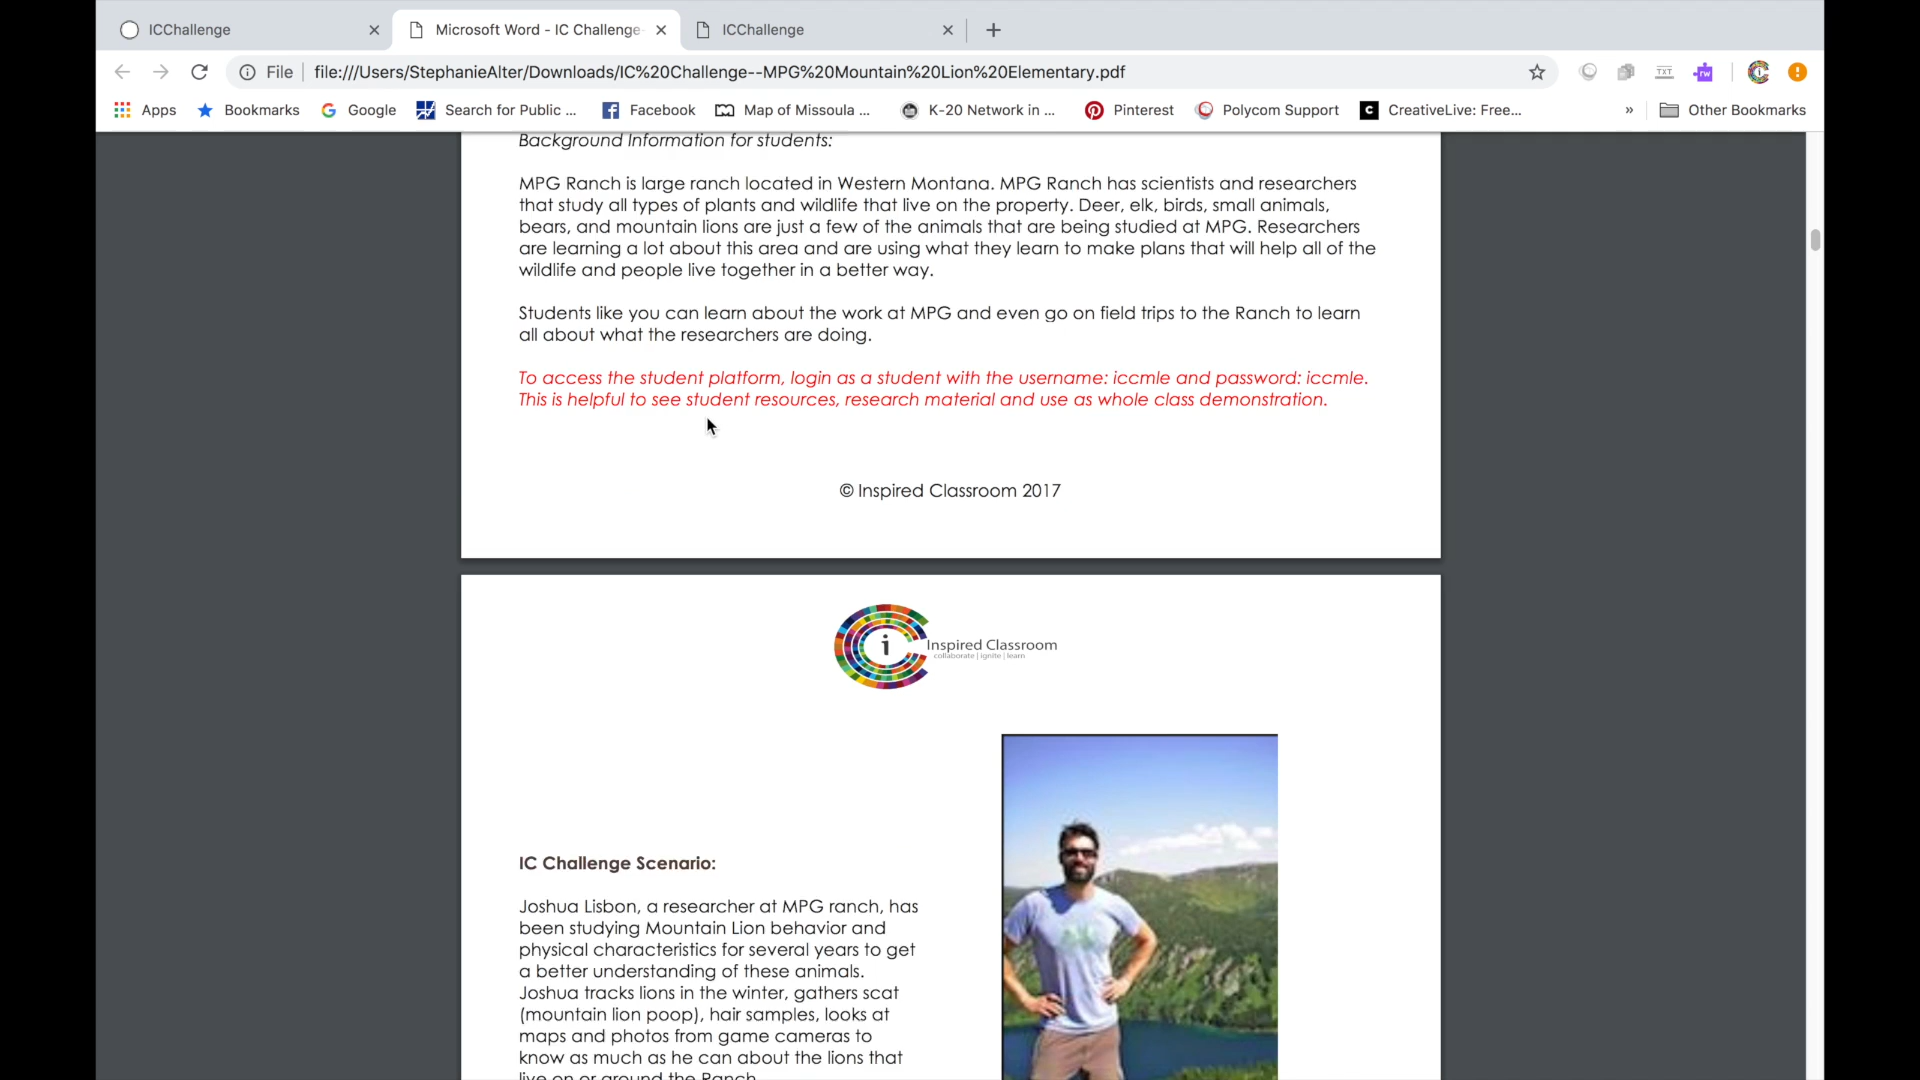 ICChallenge
Microsoft Word - IC Challenge
ICChallenge
File
file:///Users/StephanieAlter/Downloads/IC%20Challenge--MPG%20Mountain%20Lion%20Elementary.pdf
TXT
rw
Apps
Bookmarks
Google
Search for Public ...
Facebook
Map of Missoula ...
K-20 Network in ...
Pinterest
Polycom Support
CreativeLive: Free...
»
Other Bookmarks
Background Information for students:
MPG Ranch is large ranch located in Western Montana. MPG Ranch has scientists and researchers
that study all types of plants and wildlife that live on the property. Deer, elk, birds, small animals,
bears, and mountain lions are just a few of the animals that are being studied at MPG. Researchers
are learning a lot about this area and are using what they learn to make plans that will help all of the
wildlife and people live together in a better way.
Students like you can learn about the work at MPG and even go on field trips to the Ranch to learn
all about what the researchers are doing.
To access the student platform, login as a student with the username: iccmle and password: iccmle.
This is helpful to see student resources, research material and use as whole class demonstration.
© Inspired Classroom 2017
i
Inspired Classroom
collaborate | ignite | learn
IC Challenge Scenario:
Joshua Lisbon, a researcher at MPG ranch, has
been studying Mountain Lion behavior and
physical characteristics for several years to get
a better understanding of these animals.
Joshua tracks lions in the winter, gathers scat
(mountain lion poop), hair samples, looks at
maps and photos from game cameras to
know as much as he can about the lions that
live on or around the Ranch